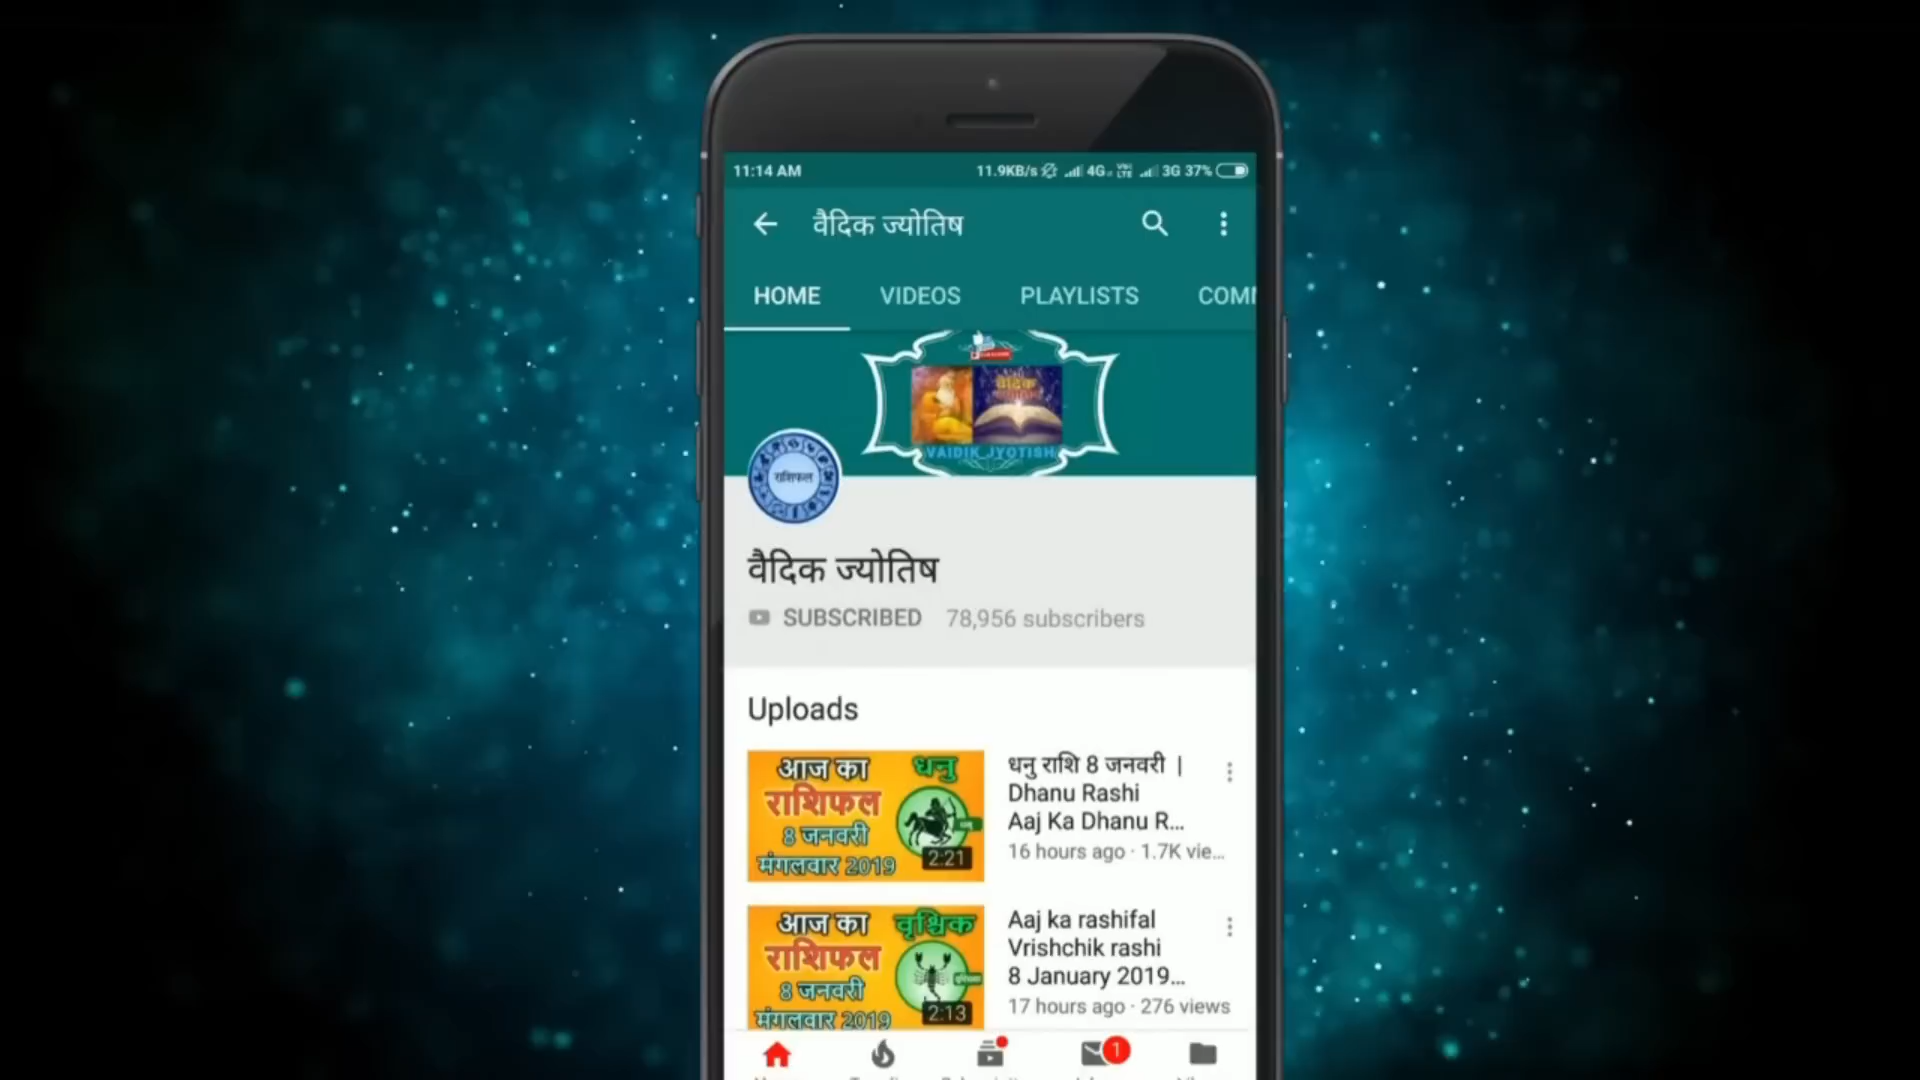 11:14 AM 11.9KB/s 4G VoLTE 3G 37%
वैदिक ज्योतिष
HOME VIDEOS PLAYLISTS COM
वैदिक
VAIDIK JYOTISH
राशिफल
वैदिक ज्योतिष
SUBSCRIBED 78,956 subscribers
Uploads
आज का धनु
राशिफल
8 जनवरी
मंगलवार 2019
2:21
धनु राशि 8 जनवरी |
Dhanu Rashi
Aaj Ka Dhanu R...
16 hours ago · 1.7K vie...
आज का वृश्चिक
राशिफल
8 जनवरी
मंगलवार 2019
2:13
Aaj ka rashifal
Vrishchik rashi
8 January 2019...
17 hours ago · 276 views
1